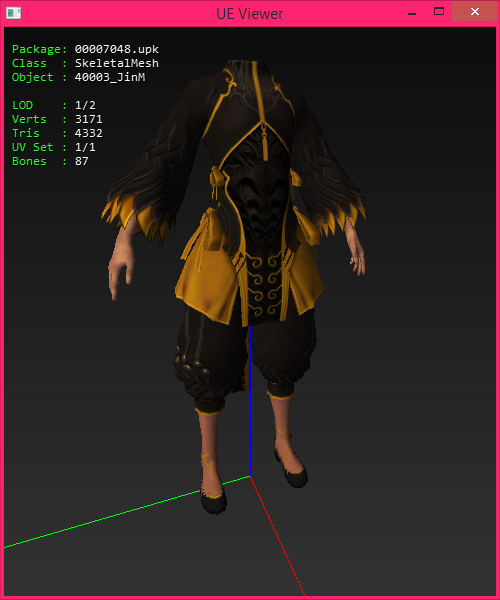 UE Viewer
Package: 00007048.upk
Class  : SkeletalMesh
Object : 40003_JinM
LOD    : 1/2
Verts  : 3171
Tris   : 4332
UV Set : 1/1
Bones  : 87